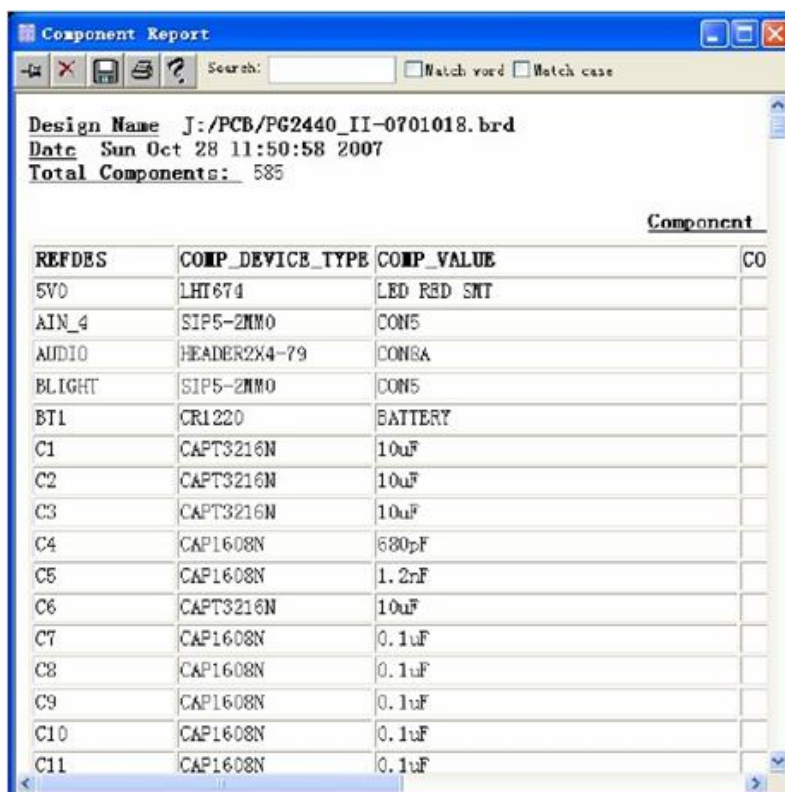 Component Report
Search: Match word Match case
Design Name J:/PCB/PG2440_II-0701018.brd
Date Sun Oct 28 11:50:58 2007
Total Components: 585
Component
REFDES COMP_DEVICE_TYPE COMP_VALUE CO
5V0 LHT674 LED RED SMT
AIN_4 SIP5-2MM0 CON5
AUDIO HEADER2X4-79 CON8A
BLIGHT SIP5-2MM0 CON5
BT1 CR1220 BATTERY
C1 CAPT3216N 10uF
C2 CAPT3216N 10uF
C3 CAPT3216N 10uF
C4 CAP1608N 680pF
C5 CAP1608N 1.2nF
C6 CAPT3216N 10uF
C7 CAP1608N 0.1uF
C8 CAP1608N 0.1uF
C9 CAP1608N 0.1uF
C10 CAP1608N 0.1uF
C11 CAP1608N 0.1uF